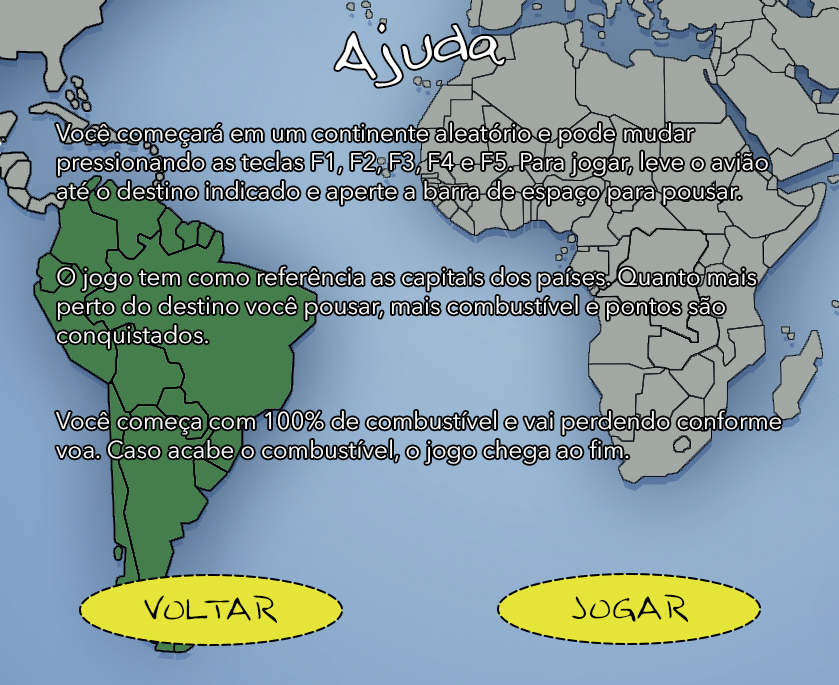 Ajuda
Você começará em um continente aleatório e pode mudar
pressionando as teclas F1, F2, F3, F4 e F5. Para jogar, leve o avião
até o destino indicado e aperte a barra de espaço para pousar.
O jogo tem como referência as capitais dos países. Quanto mais
perto do destino você pousar, mais combustível e pontos são
conquistados.
Você começa com 100% de combustível e vai perdendo conforme
voa. Caso acabe o combustível, o jogo chega ao fim.
VOLTAR
JOGAR